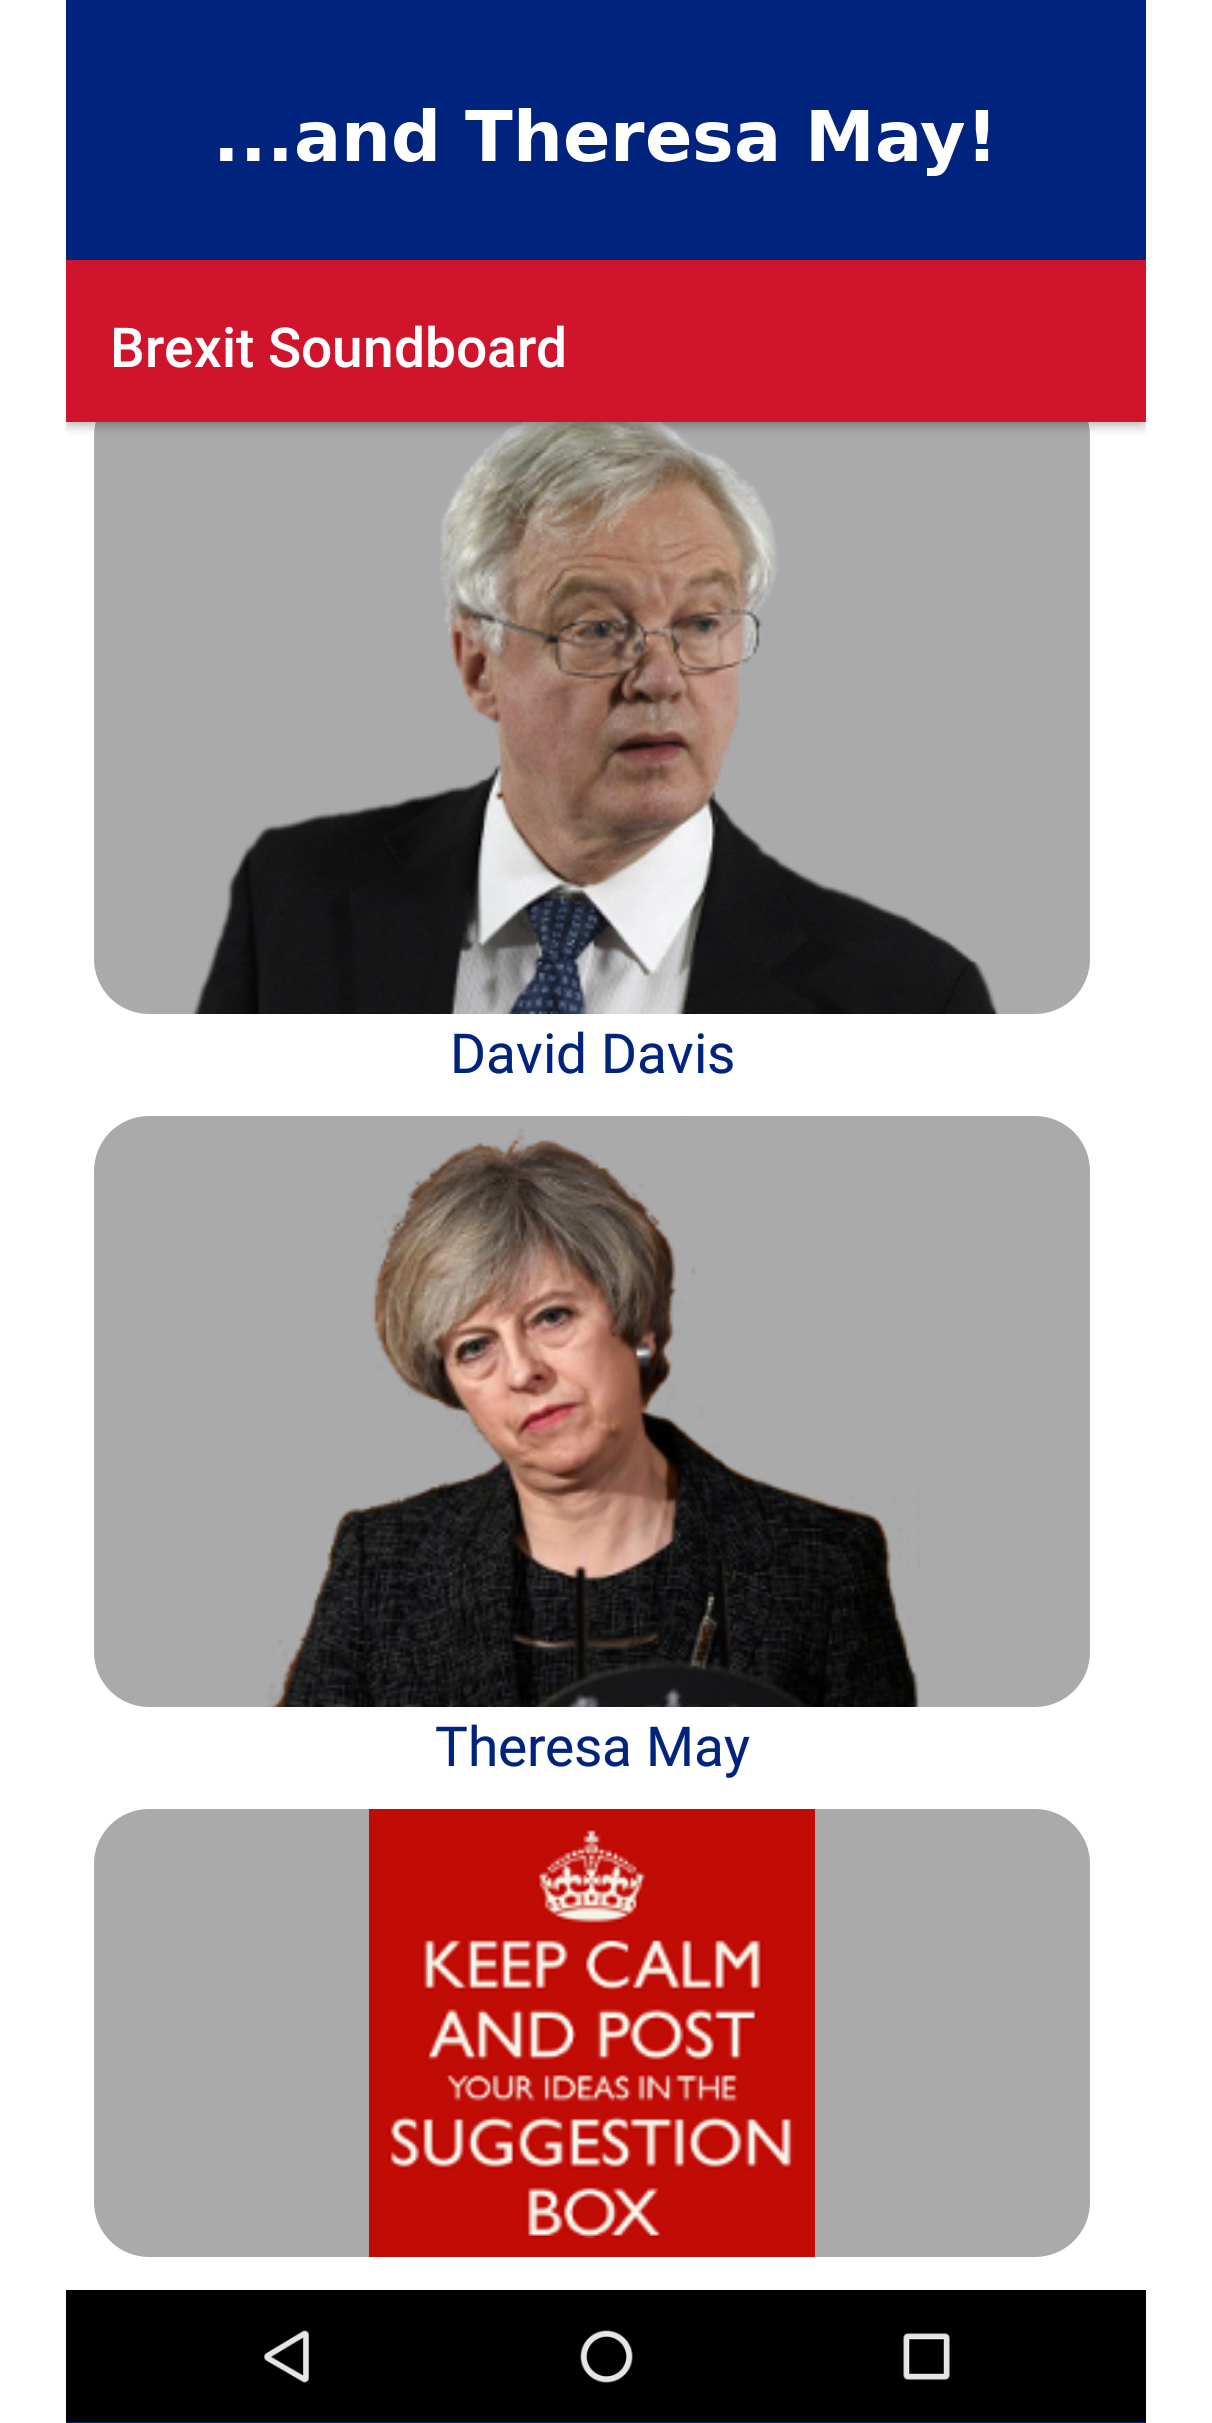 ...and Theresa May!
Brexit Soundboard
David Davis
Theresa May
KEEP CALM
AND POST
YOUR IDEAS IN THE
SUGGESTION
BOX